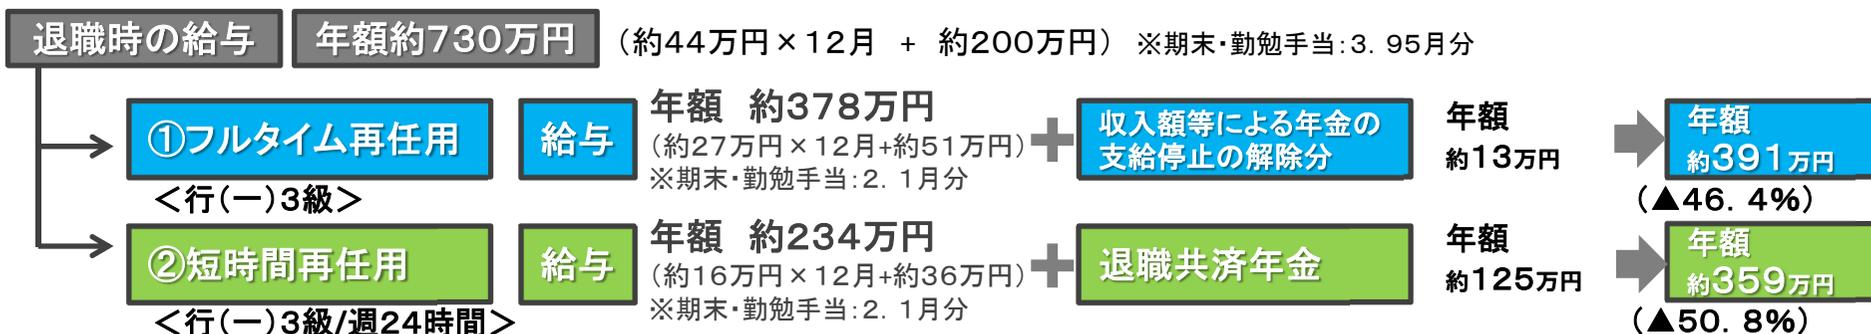 退職時の給与 年額約730万円 （約44万円×12月 + 約200万円） ※期末・勤勉手当：3．95月分
①フルタイム再任用 給与
年額 約378万円
（約27万円×12月+約51万円）
※期末・勤勉手当：2．1月分
収入額等による年金の
支給停止の解除分
年額
約13万円
年額
約391万円
（▲46．4％）
＜行（一）3級＞
②短時間再任用 給与
年額 約234万円
（約16万円×12月+約36万円）
※期末・勤勉手当：2．1月分
退職共済年金
年額
約125万円
年額
約359万円
（▲50．8％）
＜行（一）3級/週24時間＞